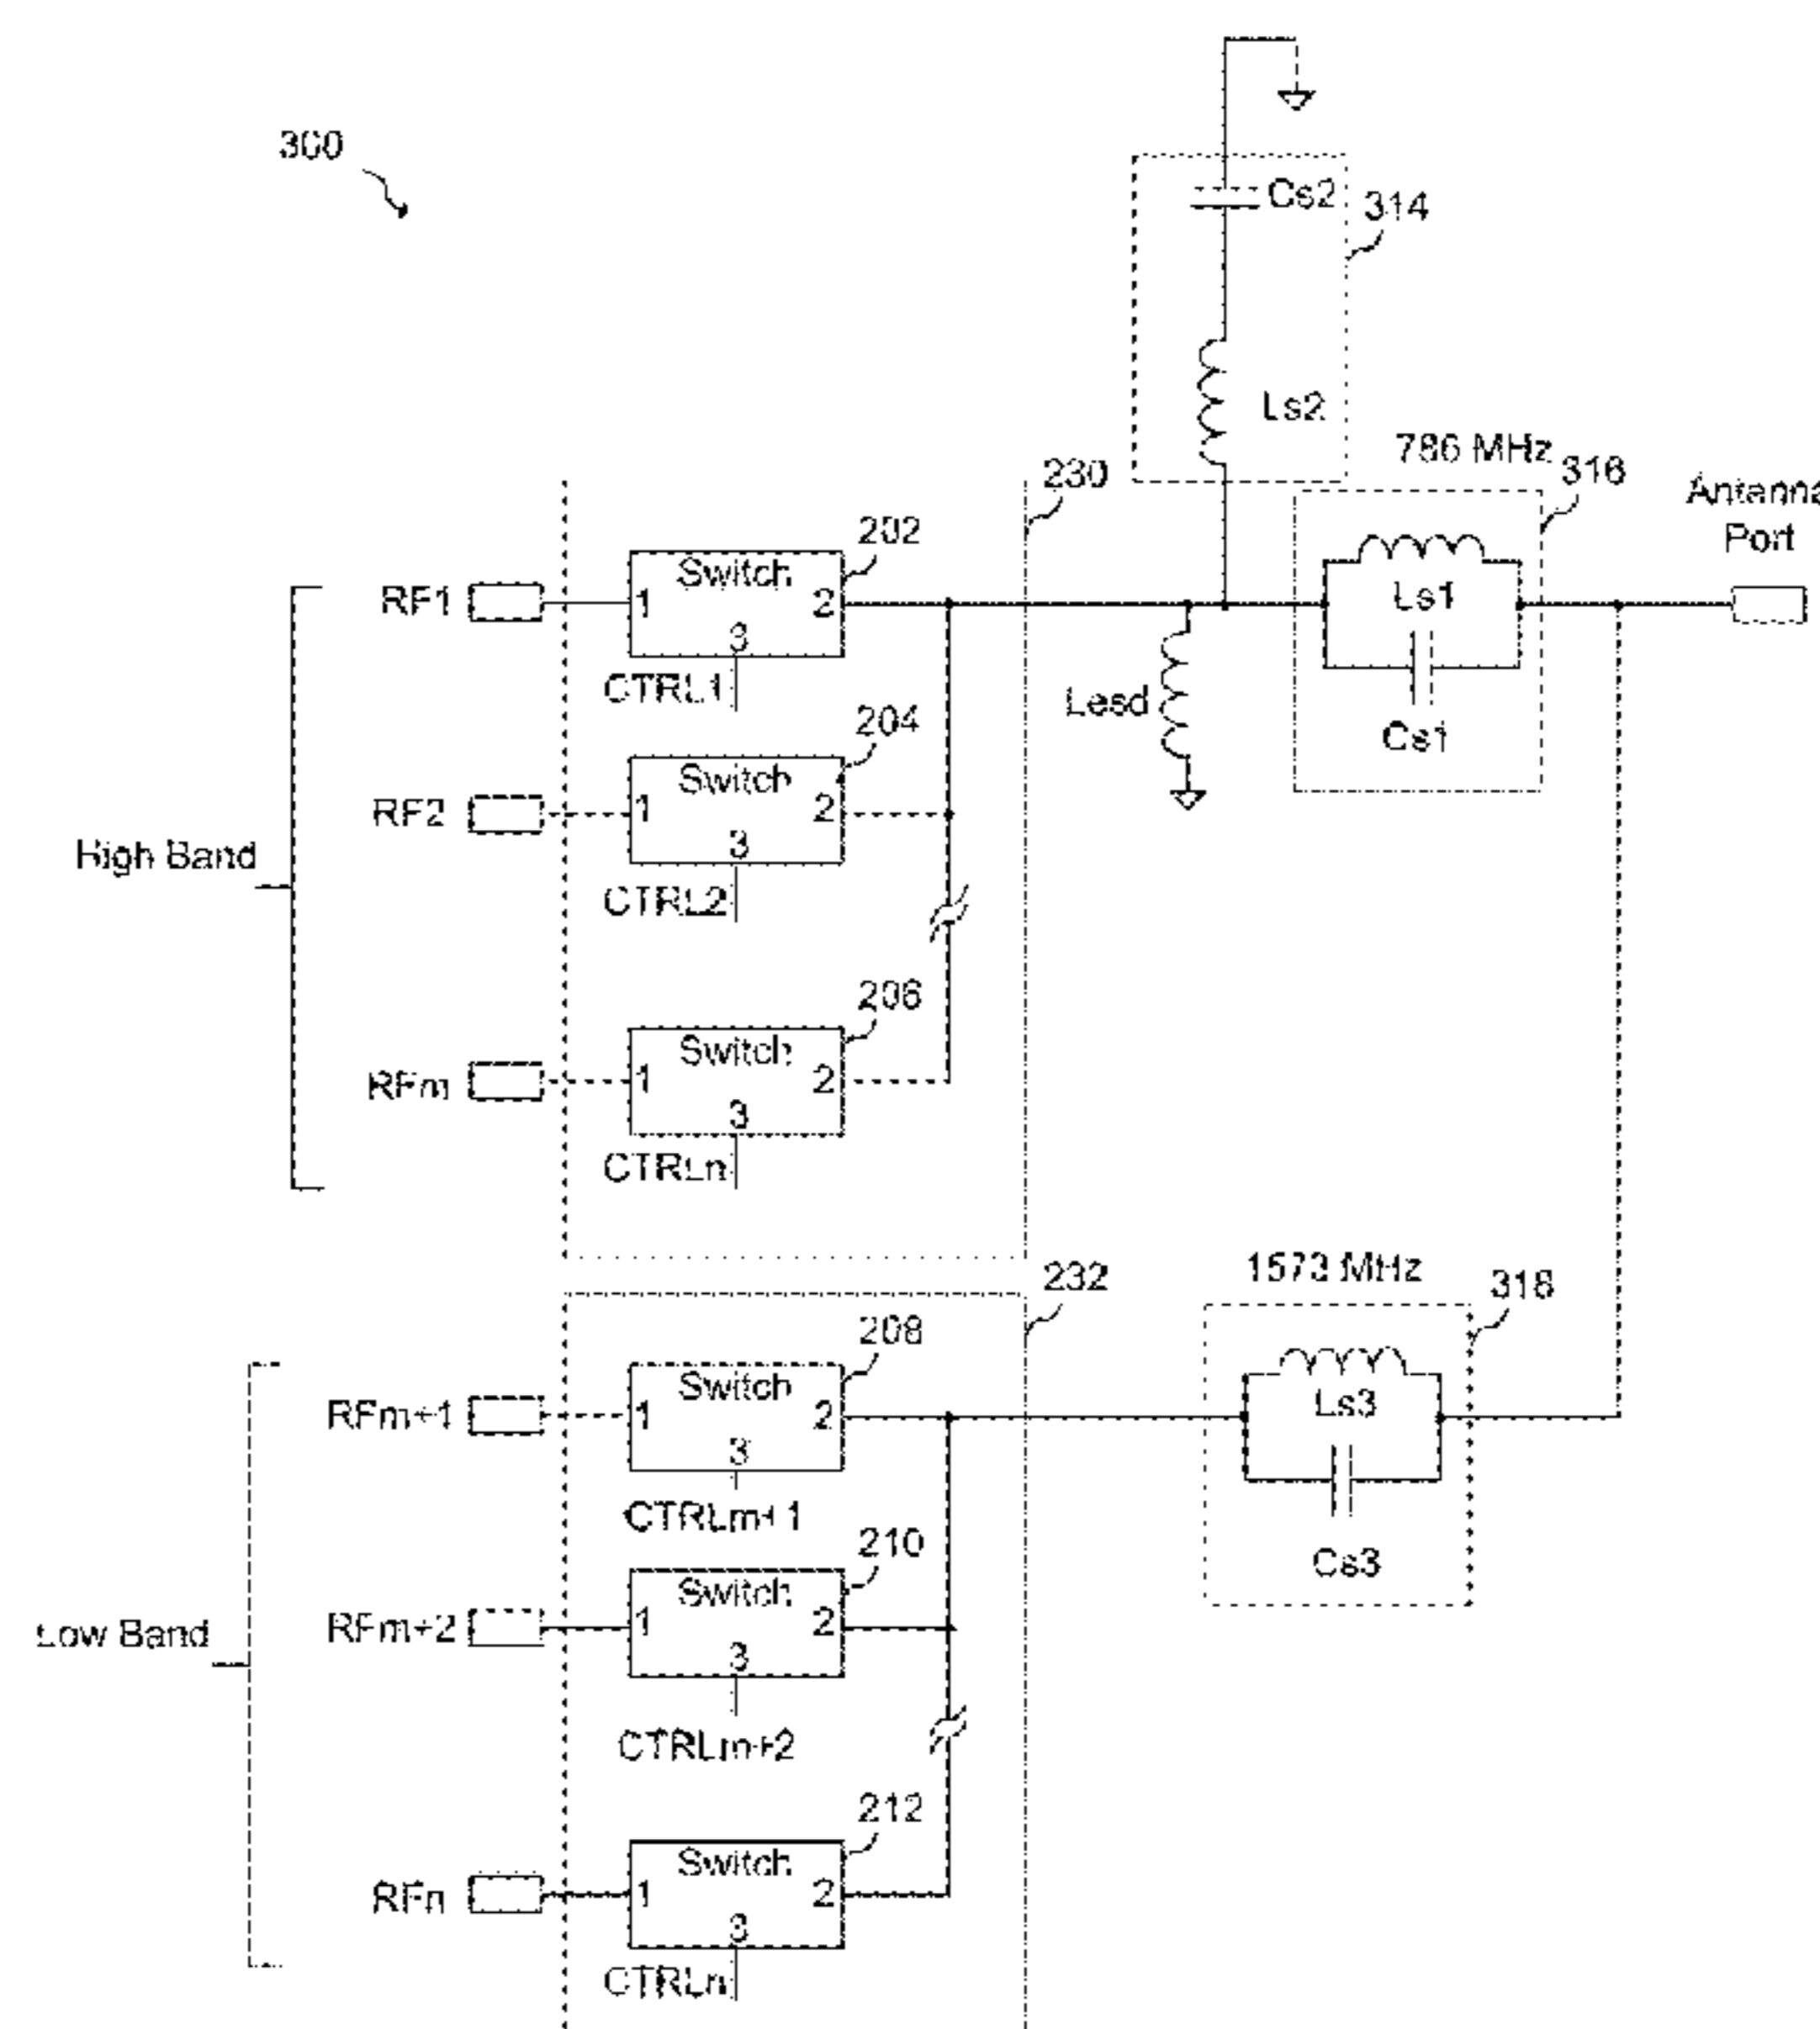 300
Cs2
314
Ls2
786 MHz
316
Antenna
Port
230
202
RF1
Switch
1
2
3
CTRL1
Ls1
Cs1
Lesd
204
RF2
Switch
1
2
3
CTRL2
High Band
206
RFm
Switch
1
2
3
CTRLn
232
1573 MHz
318
208
RFm+1
Switch
1
2
3
CTRLm+1
Ls3
Cs3
210
RFm+2
Switch
1
2
3
CTRLm+2
Low Band
212
RFn
Switch
1
2
3
CTRLn